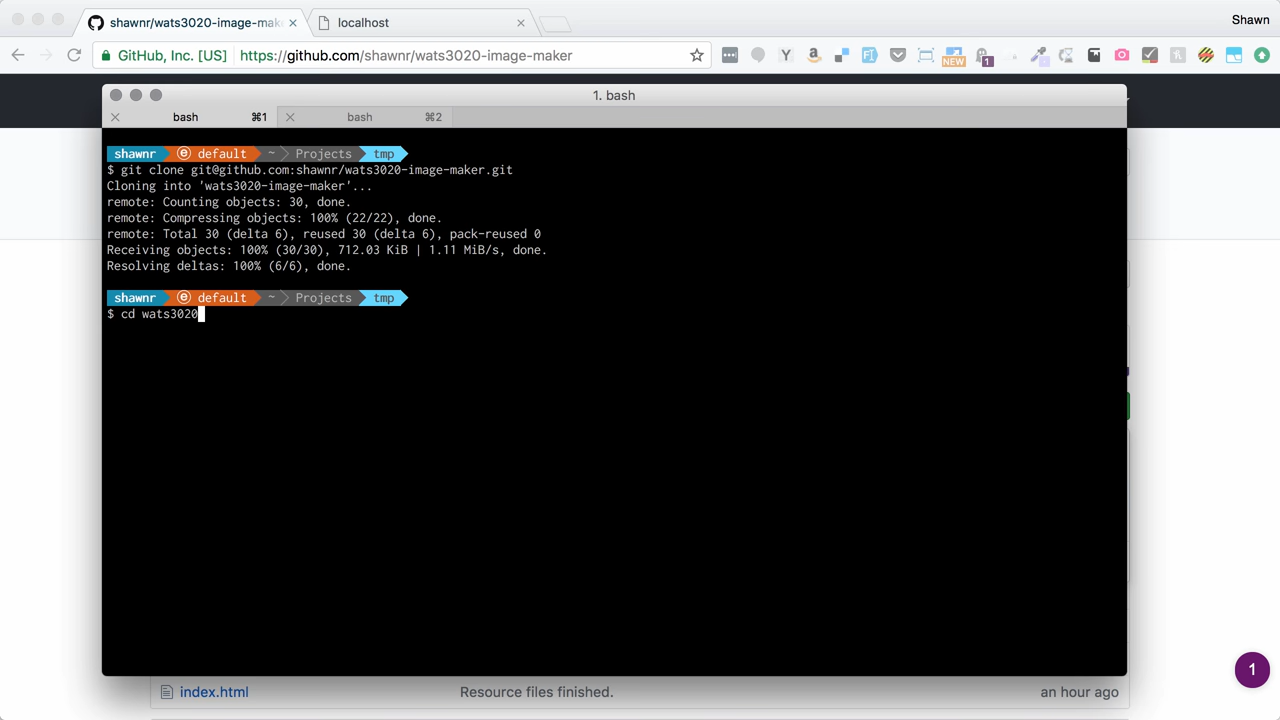 shawnr/wats3020-image-mak
localhost
Shawn
GitHub, Inc. [US]
https://github.com/shawnr/wats3020-image-maker
NEW
1
1. bash
bash ⌘1
bash ⌘2
shawnr ⓔ default ~ Projects tmp
$ git clone git@github.com:shawnr/wats3020-image-maker.git
Cloning into 'wats3020-image-maker'...
remote: Counting objects: 30, done.
remote: Compressing objects: 100% (22/22), done.
remote: Total 30 (delta 6), reused 30 (delta 6), pack-reused 0
Receiving objects: 100% (30/30), 712.03 KiB | 1.11 MiB/s, done.
Resolving deltas: 100% (6/6), done.
shawnr ⓔ default ~ Projects tmp
$ cd wats3020
1
index.html Resource files finished. an hour ago